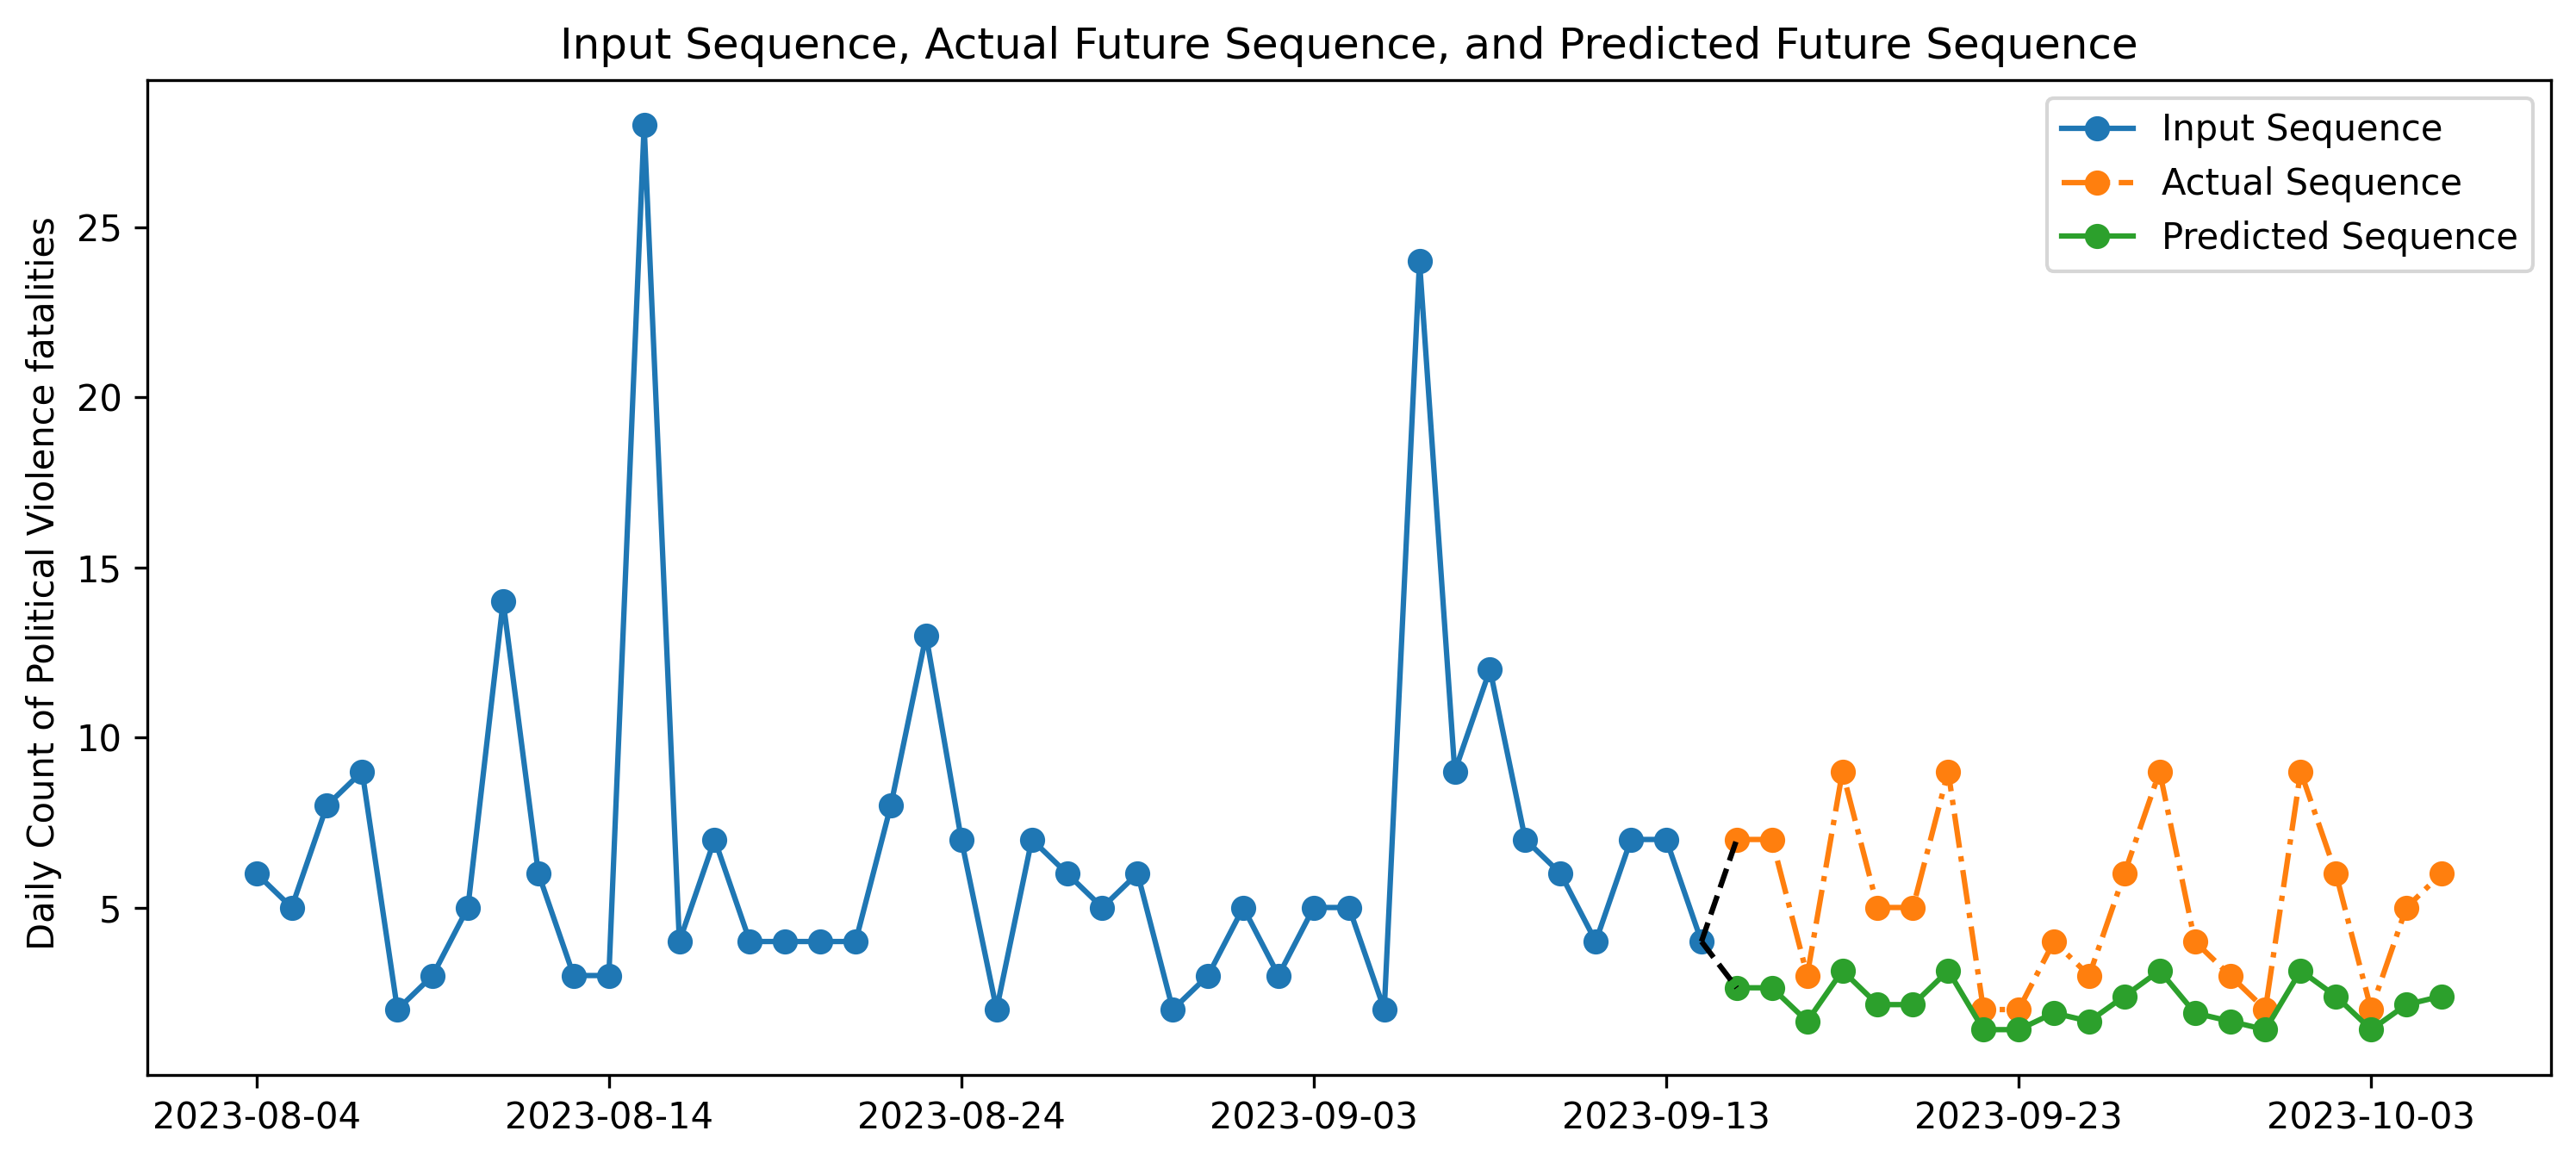 Input Sequence, Actual Future Sequence, and Predicted Future Sequence
Input Sequence
Actual Sequence
Predicted Sequence
Daily Count of Political Violence fatalities
25
20
15
10
5
2023-08-04
2023-08-14
2023-08-24
2023-09-03
2023-09-13
2023-09-23
2023-10-03